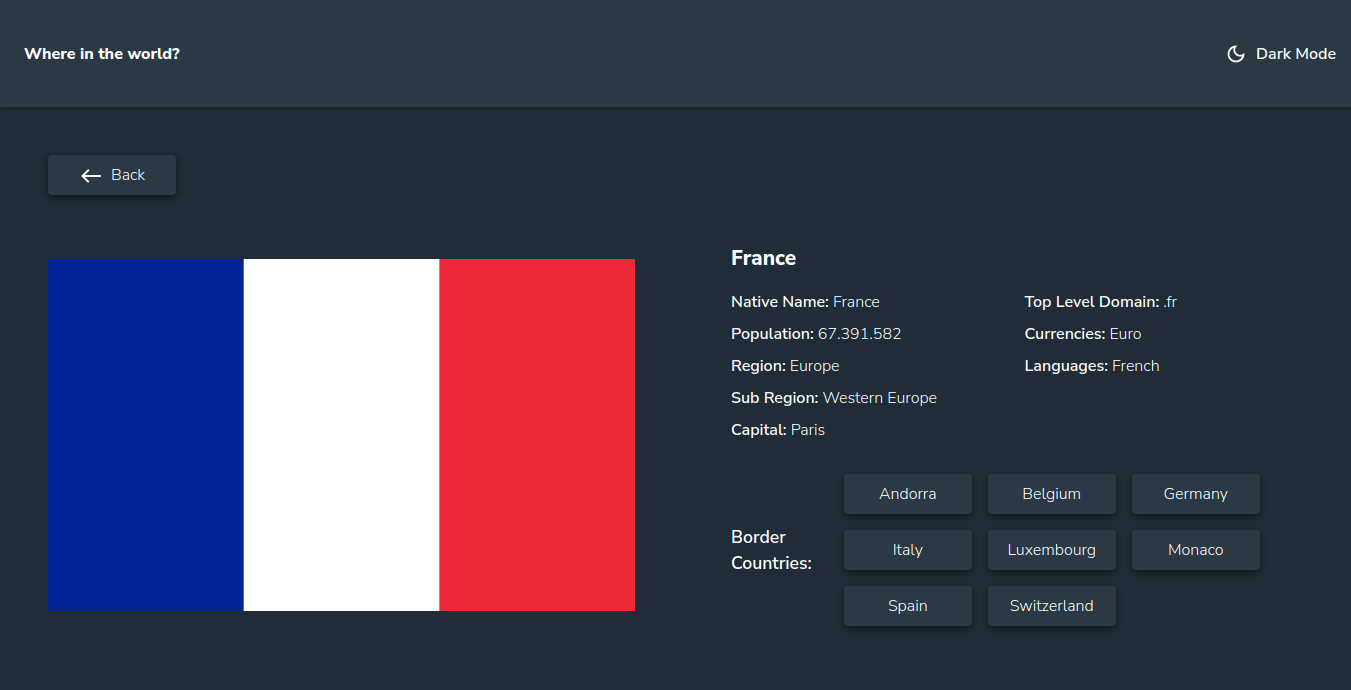 Where in the world?
Dark Mode
Back
France
Native Name: France
Population: 67.391.582
Region: Europe
Sub Region: Western Europe
Capital: Paris
Top Level Domain: .fr
Currencies: Euro
Languages: French
Border
Countries:
Andorra
Belgium
Germany
Italy
Luxembourg
Monaco
Spain
Switzerland